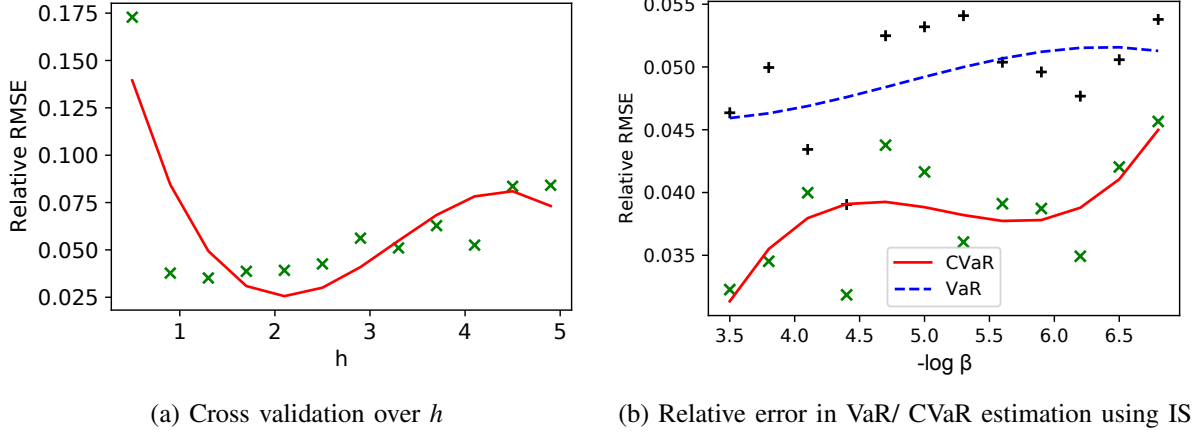 0.175
0.150
0.125
0.100
0.075
0.050
0.025
Relative RMSE
1 2 3 4 5
h
(a) Cross validation over h
0.055
0.050
0.045
0.040
0.035
Relative RMSE
CVaR
VaR
3.5 4.0 4.5 5.0 5.5 6.0 6.5
-log β
(b) Relative error in VaR/ CVaR estimation using IS